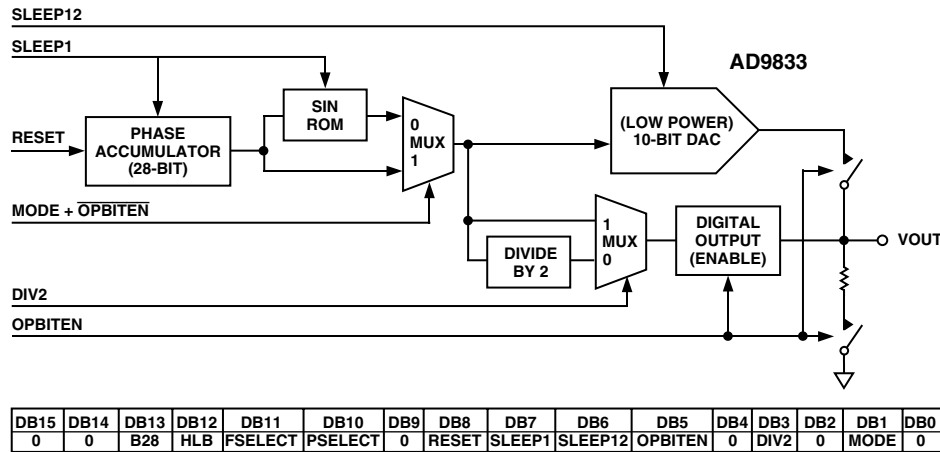 SLEEP12
SLEEP1
AD9833
RESET
PHASE
ACCUMULATOR
(28-BIT)
SIN
ROM
0
MUX
1
(LOW POWER)
10-BIT DAC
MODE + OPBITEN
DIVIDE
BY 2
1
MUX
0
DIGITAL
OUTPUT
(ENABLE)
VOUT
DIV2
OPBITEN
DB15 DB14 DB13 DB12 DB11 DB10 DB9 DB8 DB7 DB6 DB5 DB4 DB3 DB2 DB1 DB0
0 0 B28 HLB FSELECT PSELECT 0 RESET SLEEP1 SLEEP12 OPBITEN 0 DIV2 0 MODE 0